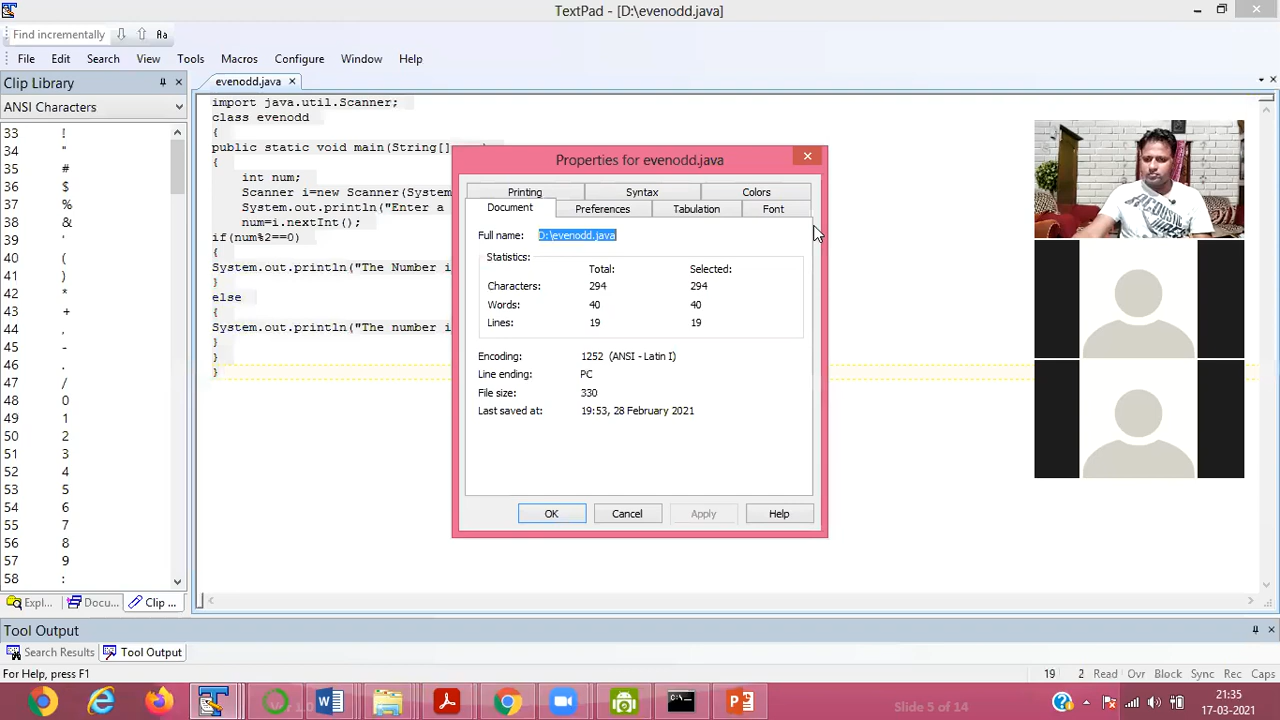 TextPad - [D:\evenodd.java]
Find incrementally
Aa
File Edit Search View Tools Macros Configure Window Help
Clip Library
evenodd.java
ANSI Characters
33 !
34 "
35 #
36 $
37 %
38 &
39 '
40 (
41 )
42 *
43 +
44 ,
45 -
46 .
47 /
48 0
49 1
50 2
51 3
52 4
53 5
54 6
55 7
56 8
57 9
58 :
import java.util.Scanner;
class evenodd
{
public static void main(String[]
{
int num;
Scanner i=new Scanner(System
System.out.println("Enter a
num=i.nextInt();
if(num%2==0)
{
System.out.println("The Number i
}
else
{
System.out.println("The number i
}
}
}
Properties for evenodd.java
Printing Syntax Colors
Document Preferences Tabulation Font
Full name: D:\evenodd.java
Statistics:
Total: Selected:
Characters: 294 294
Words: 40 40
Lines: 19 19
Encoding: 1252 (ANSI - Latin I)
Line ending: PC
File size: 330
Last saved at: 19:53, 28 February 2021
OK Cancel Apply Help
ACOUSTIC
Expl... Docu... Clip ...
Tool Output
Search Results Tool Output
For Help, press F1
19 2 Read Ovr Block Sync Rec Caps
Ver 1.0
Slide 5 of 14
21:35
17-03-2021